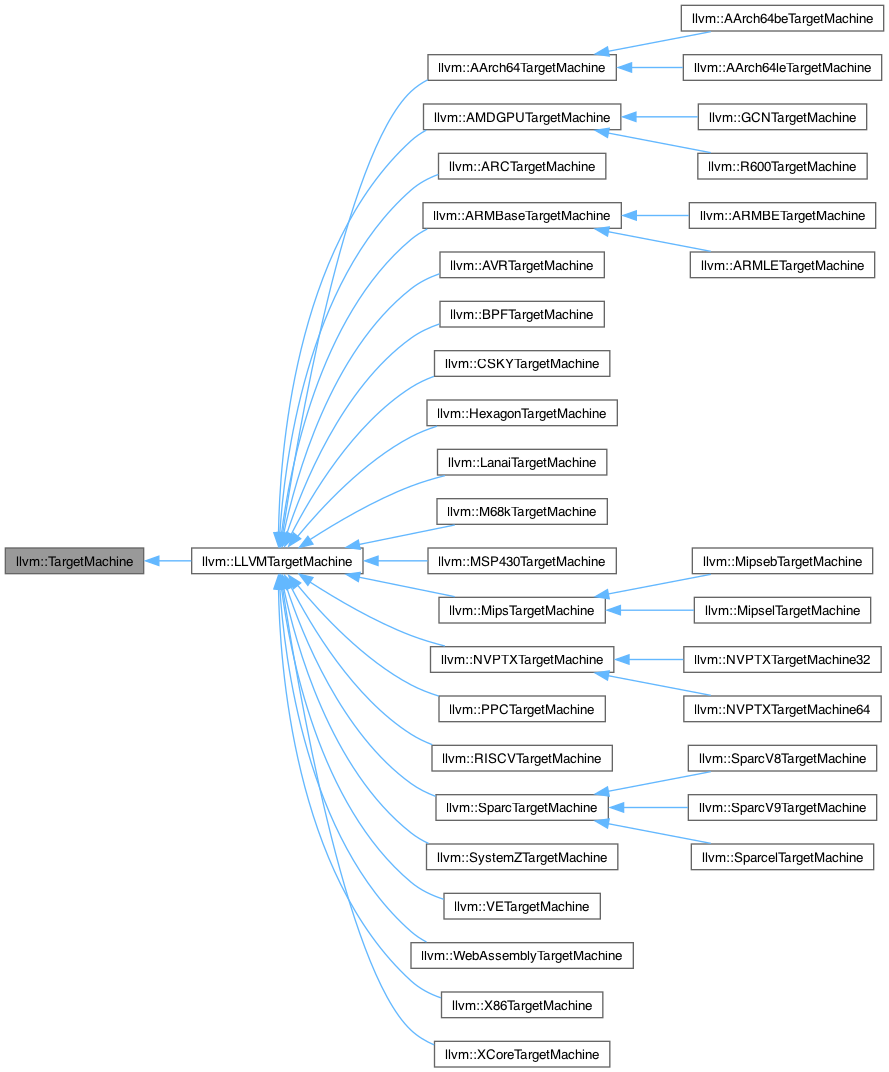 llvm::TargetMachine
llvm::LLVMTargetMachine
llvm::AArch64TargetMachine
llvm::AArch64beTargetMachine
llvm::AArch64leTargetMachine
llvm::AMDGPUTargetMachine
llvm::GCNTargetMachine
llvm::R600TargetMachine
llvm::ARCTargetMachine
llvm::ARMBaseTargetMachine
llvm::ARMBETargetMachine
llvm::ARMLETargetMachine
llvm::AVRTargetMachine
llvm::BPFTargetMachine
llvm::CSKYTargetMachine
llvm::HexagonTargetMachine
llvm::LanaiTargetMachine
llvm::M68kTargetMachine
llvm::MSP430TargetMachine
llvm::MipsTargetMachine
llvm::MipsebTargetMachine
llvm::MipselTargetMachine
llvm::NVPTXTargetMachine
llvm::NVPTXTargetMachine32
llvm::NVPTXTargetMachine64
llvm::PPCTargetMachine
llvm::RISCVTargetMachine
llvm::SparcTargetMachine
llvm::SparcV8TargetMachine
llvm::SparcV9TargetMachine
llvm::SparcelTargetMachine
llvm::SystemZTargetMachine
llvm::VETargetMachine
llvm::WebAssemblyTargetMachine
llvm::X86TargetMachine
llvm::XCoreTargetMachine